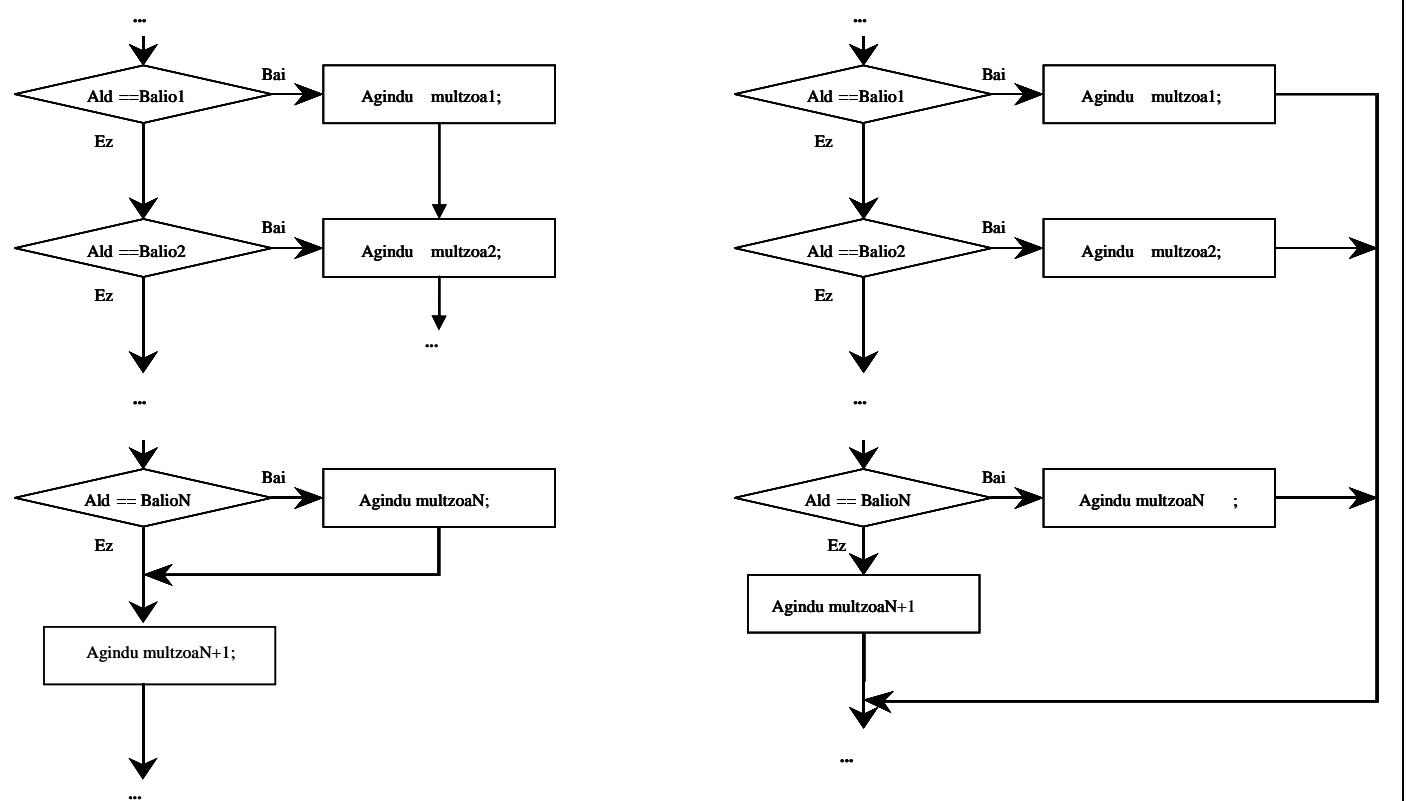 ...
Bai
Ald ==Balio1
Agindu multzoa1;
Ez
Bai
Ald ==Balio2
Agindu multzoa2;
Ez
...
...
Bai
Ald == BalioN
Agindu multzoaN;
Ez
Agindu multzoaN+1;
...
...
Bai
Ald ==Balio1
Agindu multzoa1;
Ez
Bai
Ald ==Balio2
Agindu multzoa2;
Ez
...
Bai
Ald == BalioN
Agindu multzoaN ;
Ez
Agindu multzoaN+1
...